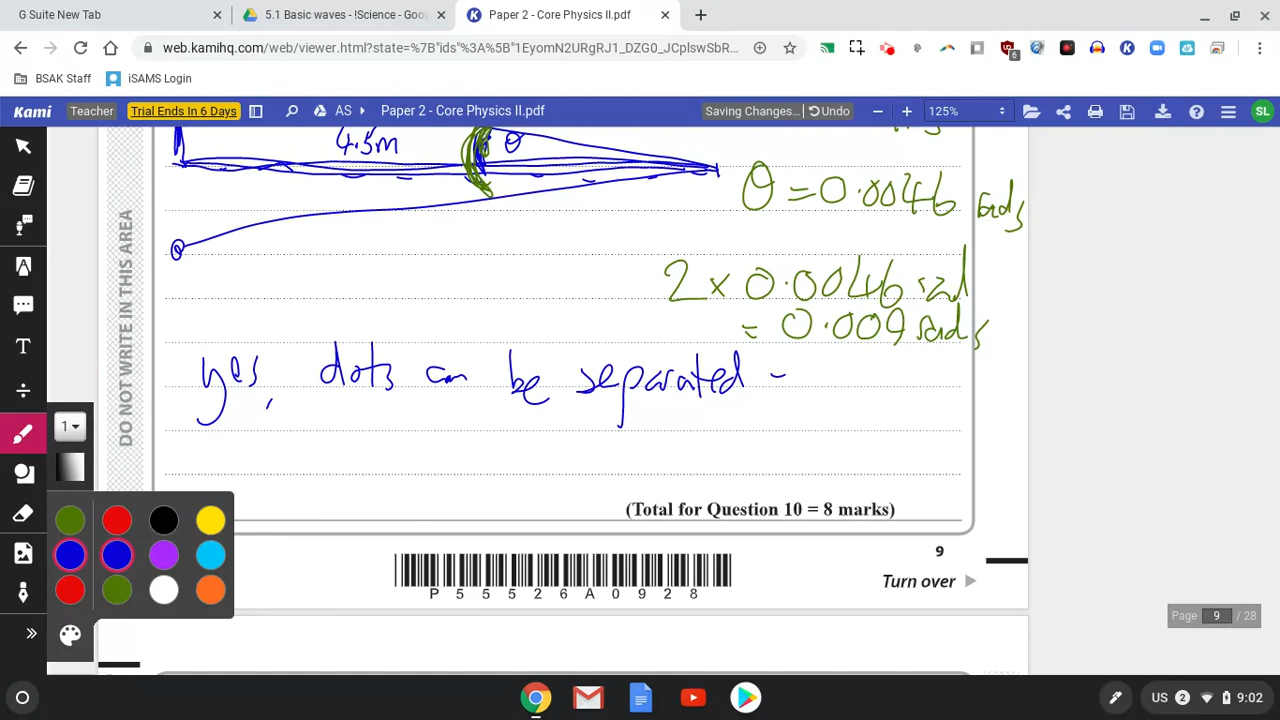 G Suite New Tab
5.1 Basic waves - !Science - Goo
Paper 2 - Core Physics II.pdf
web.kamihq.com/web/viewer.html?state=%7B"ids"%3A%5B"1EyomN2URgRJ1_DZG0_JCplswSbR...
6
BSAK Staff
iSAMS Login
Kami
Teacher
Trial Ends In 6 Days
AS
Paper 2 - Core Physics II.pdf
Saving Changes...
Undo
125%
SL
4.5m
θ
θ = 0.0046 rads
2 × 0.0046 rad
= 0.009 rads
yes, dots can be separated -
DO NOT WRITE IN THIS AREA
1
(Total for Question 10 = 8 marks)
9
P 5 5 5 2 6 A 0 9 2 8
Turn over
Page 9 / 28
US
2
9:02